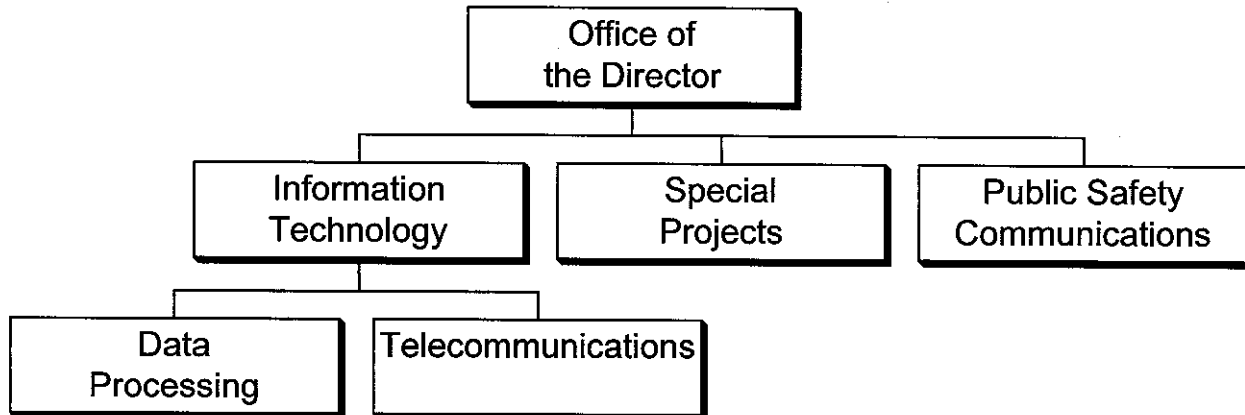 Office of
the Director
Information
Technology
Special
Projects
Public Safety
Communications
Data
Processing
Telecommunications